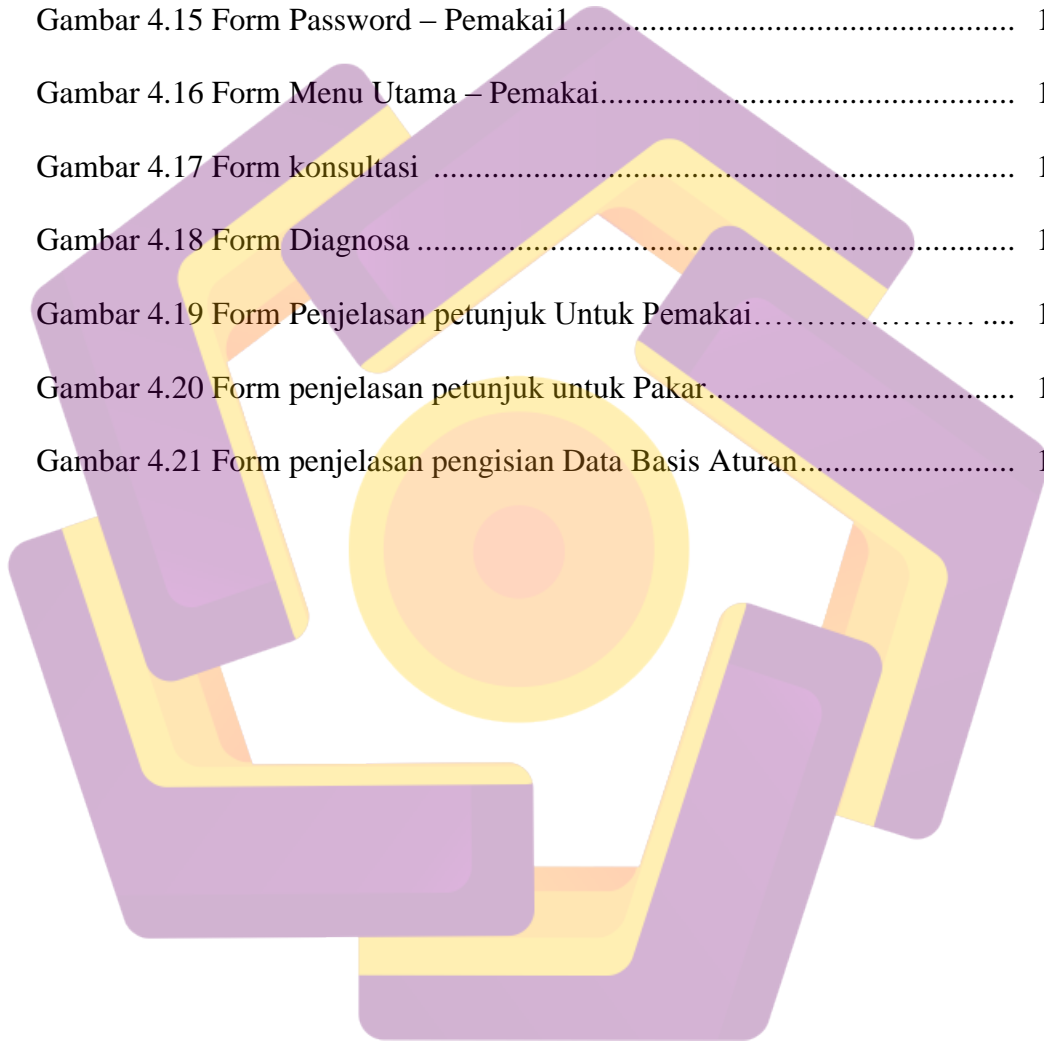 Gambar 4.15 Form Password – Pemakai1 ........................................................... 1
Gambar 4.16 Form Menu Utama – Pemakai........................................................ 1
Gambar 4.17 Form konsultasi .............................................................................. 1
Gambar 4.18 Form Diagnosa ................................................................................ 1
Gambar 4.19 Form Penjelasan petunjuk Untuk Pemakai………………… .... 1
Gambar 4.20 Form penjelasan petunjuk untuk Pakar......................................... 1
Gambar 4.21 Form penjelasan pengisian Data Basis Aturan............................. 1